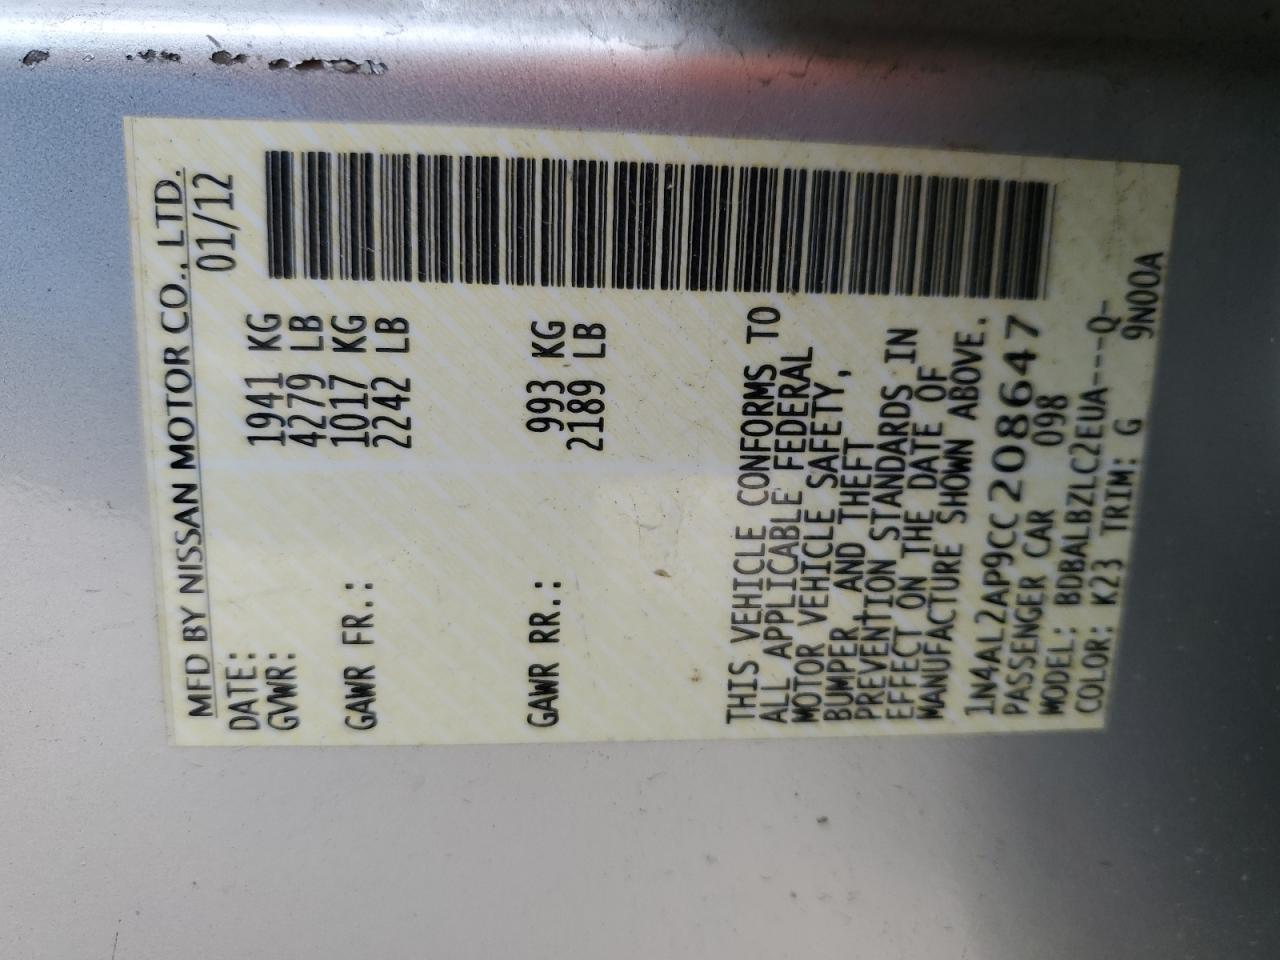 MFD BY NISSAN MOTOR CO., LTD.
DATE: 01/12
GVWR: 1941 KG
4279 LB
GAWR FR.: 1017 KG
2242 LB
GAWR RR.: 993 KG
2189 LB
THIS VEHICLE CONFORMS TO
ALL APPLICABLE FEDERAL
MOTOR VEHICLE SAFETY,
BUMPER AND THEFT
PREVENTION STANDARDS IN
EFFECT ON THE DATE OF
MANUFACTURE SHOWN ABOVE.
1N4AL2AP9CC208647
PASSENGER CAR 098
MODEL: BDBALBZLC2EUA---Q-
COLOR: K23 TRIM: G 9N00A